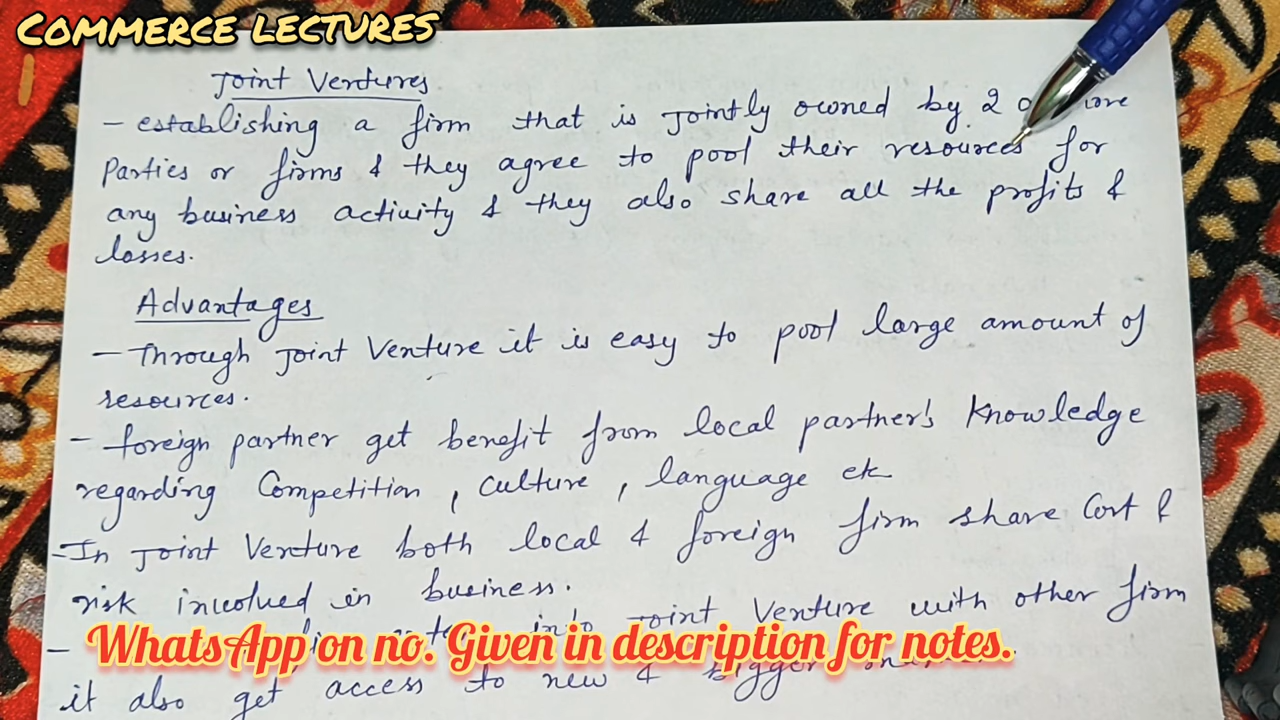 COMMERCE LECTURES
Joint Ventures
- establishing a firm that is jointly owned by 2
Parties or firms & they agree to pool their resources for
any business activity & they also share all the profits &
losses.
Advantages
- Through Joint Venture it is easy to pool large amount of
resources.
- foreign partner get benefit from local partner's knowledge
regarding Competition, culture, language etc
- In Joint Venture both local & foreign firm share Cost &
risk involved in business.
- into Joint Venture with other firm
WhatsApp on no. Given in description for notes.
it also get access to new & bigger